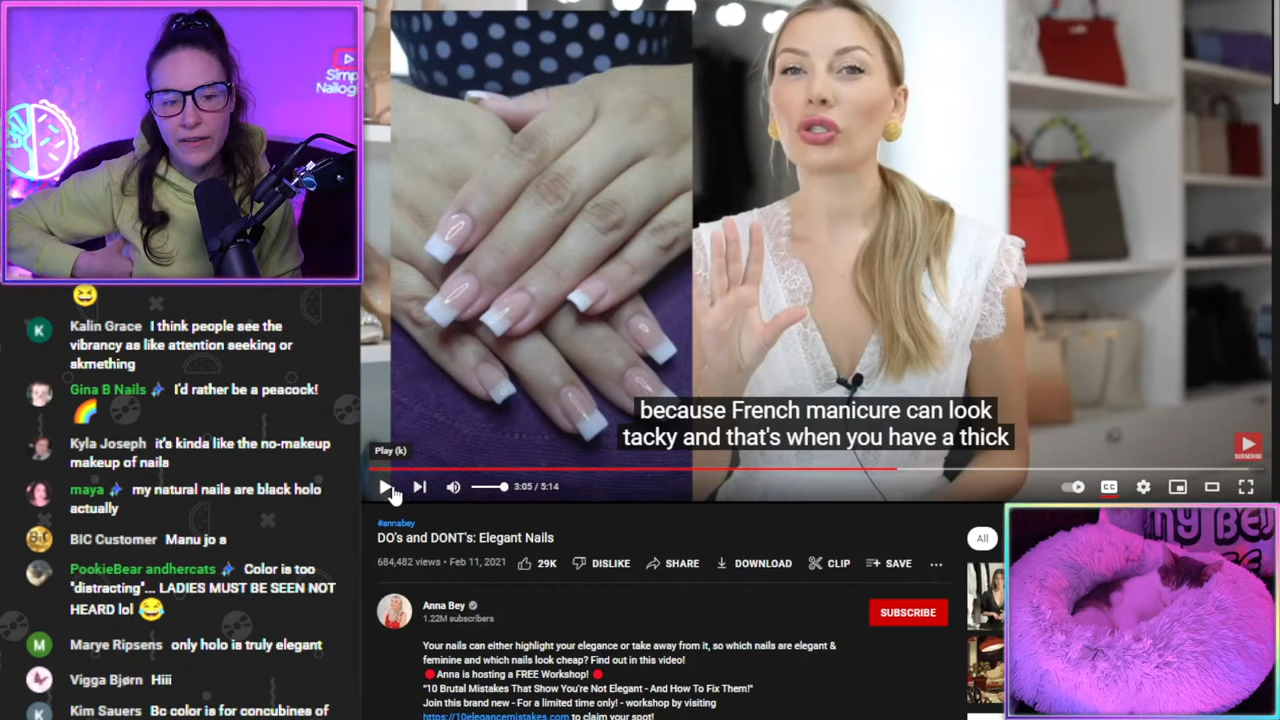 Simp
Nailog
Kalin Grace I think people see the
vibrancy as like attention seeking or
akmething
Gina B Nails I'd rather be a peacock!
Kyla Joseph it's kinda like the no-makeup
makeup of nails
maya my natural nails are black holo
actually
BIC Customer Manu jo s
PookieBear andhercats Color is too
"distracting"... LADIES MUST BE SEEN NOT
HEARD lol
Marye Ripsens only holo is truly elegant
Vigga Bjørn Hiii
Kim Sauers Bc color is for concubines of
because French manicure can look
tacky and that's when you have a thick
SUBSCRIBE
Play (k)
3:05 / 5:14
#annabey
DO's and DONT's: Elegant Nails
684,482 views • Feb 11, 2021
29K
DISLIKE
SHARE
DOWNLOAD
CLIP
SAVE
All
Anna Bey
1.22M subscribers
SUBSCRIBE
Your nails can either highlight your elegance or take away from it, so which nails are elegant &
feminine and which nails look cheap? Find out in this video!
Anna is hosting a FREE Workshop!
"10 Brutal Mistakes That Show You're Not Elegant - And How To Fix Them!"
Join this brand new - For a limited time only! - workshop by visiting
https://10elegancemistakes.com to claim your spot!
MY BE